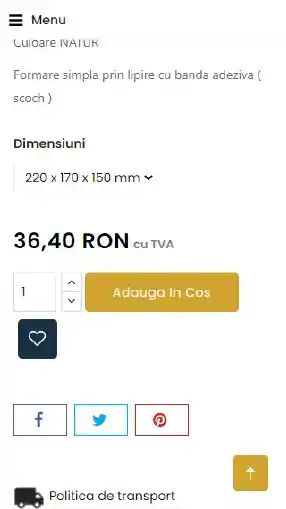 Menu
Culoare NATUR
Formare simpla prin lipire cu banda adeziva (
scoch )
Dimensiuni
220 x 170 x 150 mm
36,40 RON cu TVA
1
Adauga In Cos
Politica de transport